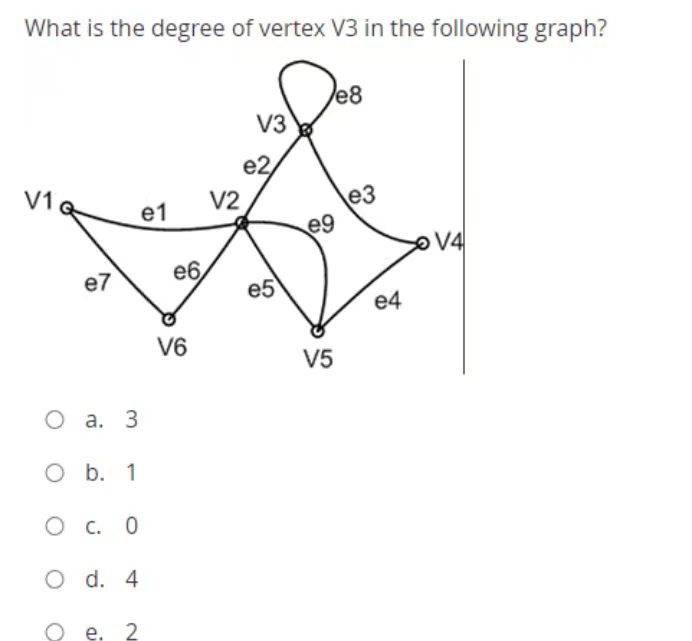 What is the degree of vertex V3 in the following graph?
e8
V3
e2
V1
e1
V2
e3
e9
V4
e7
e6
e5
e4
V6
V5
a. 3
b. 1
c. 0
d. 4
e. 2